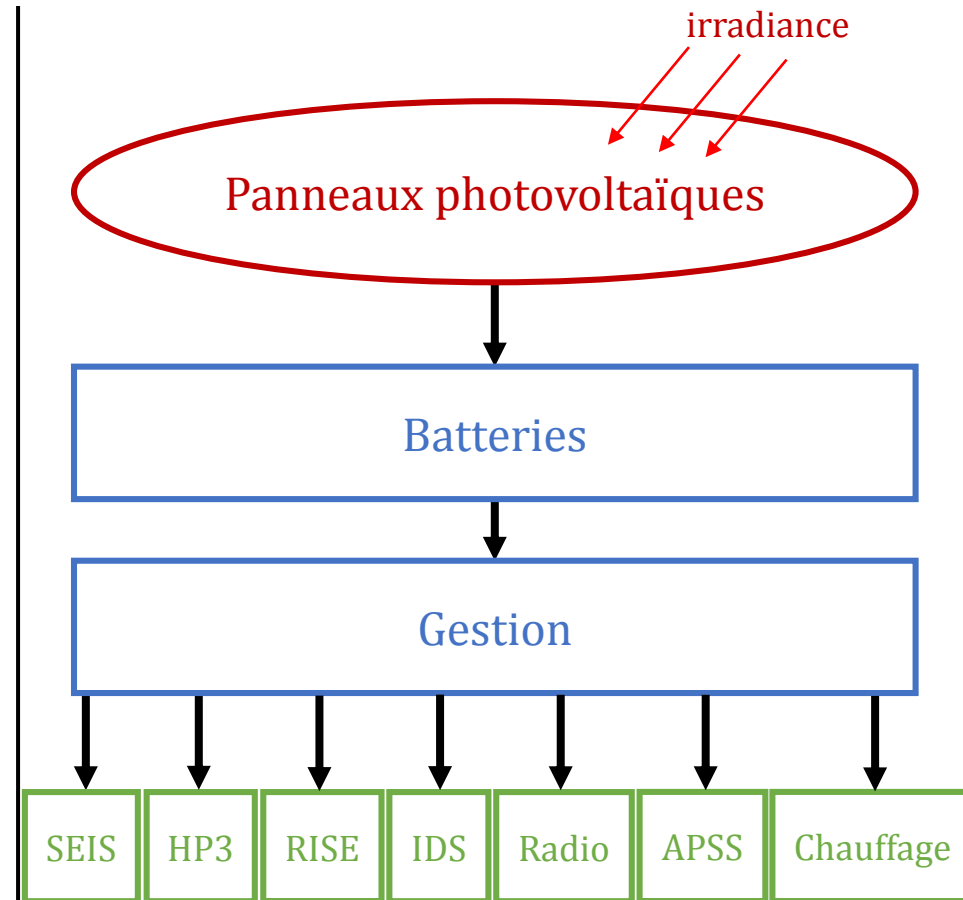 irradiance
Panneaux photovoltaïques
Batteries
Gestion
SEIS HP3 RISE IDS Radio APSS Chauffage